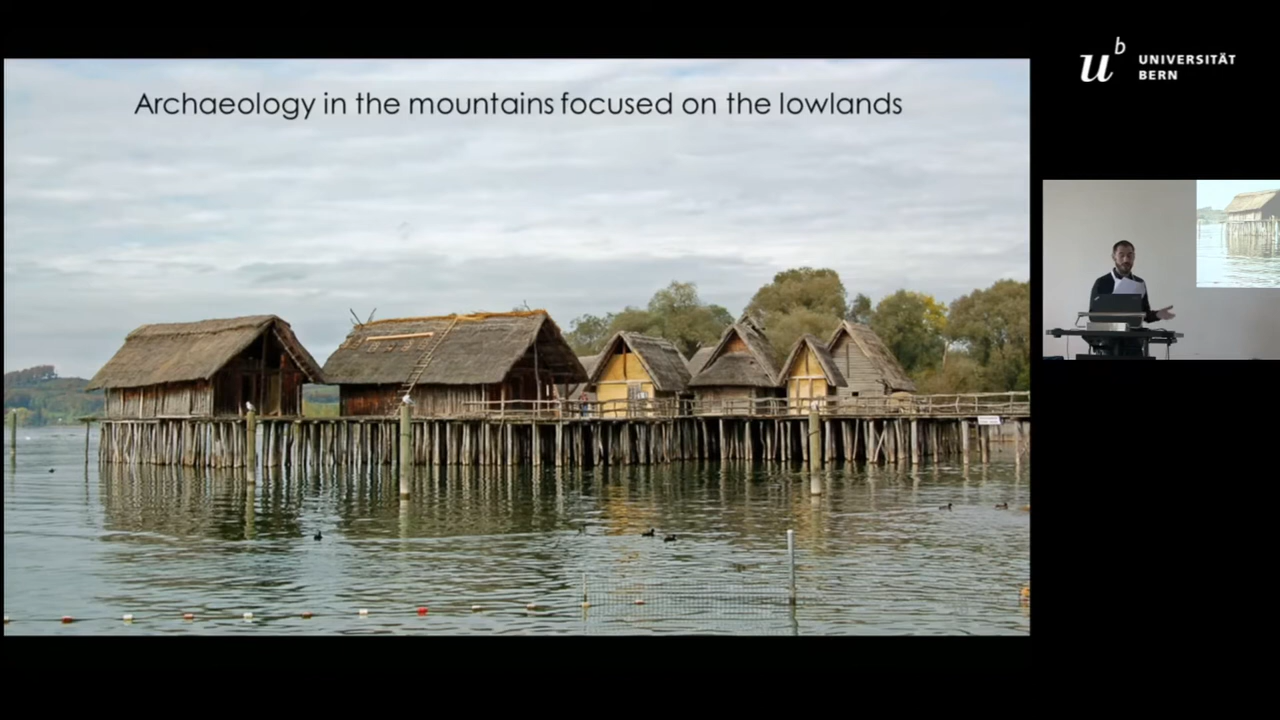 Archaeology in the mountains focused on the lowlands
u b
UNIVERSITÄT
BERN